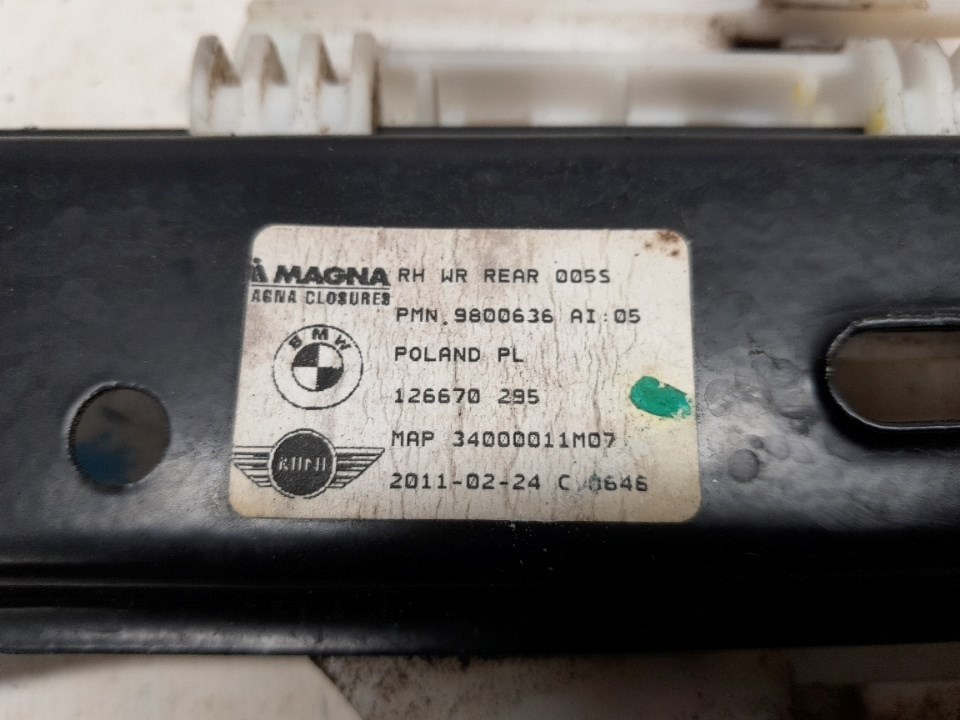 MAGNA
AGNA CLOSURES
RH WR REAR 005S
PMN.9800636 AI:05
BMW
POLAND PL
126670 295
MAP 34000011M07
MINI
2011-02-24 C 0646